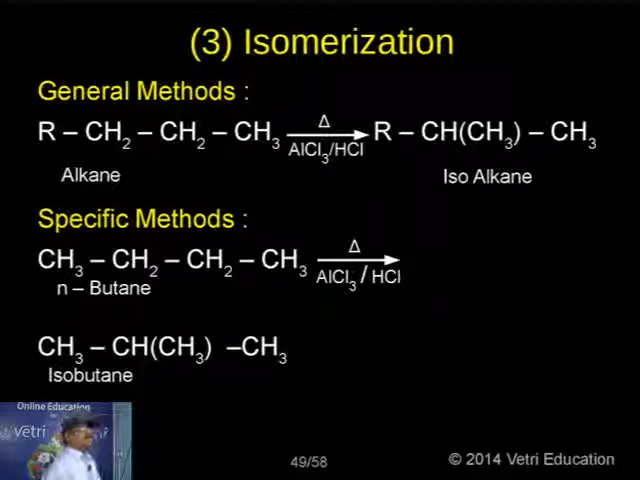 (3) Isomerization
General Methods :
R – CH₂ – CH₂ – CH₃ Δ AlCl₃/HCl R – CH(CH₃) – CH₃
Alkane Iso Alkane
Specific Methods :
CH₃ – CH₂ – CH₂ – CH₃ Δ AlCl₃ / HCl
n – Butane
CH₃ – CH(CH₃) –CH₃
Isobutane
Online Education
Vetri
49/58 © 2014 Vetri Education